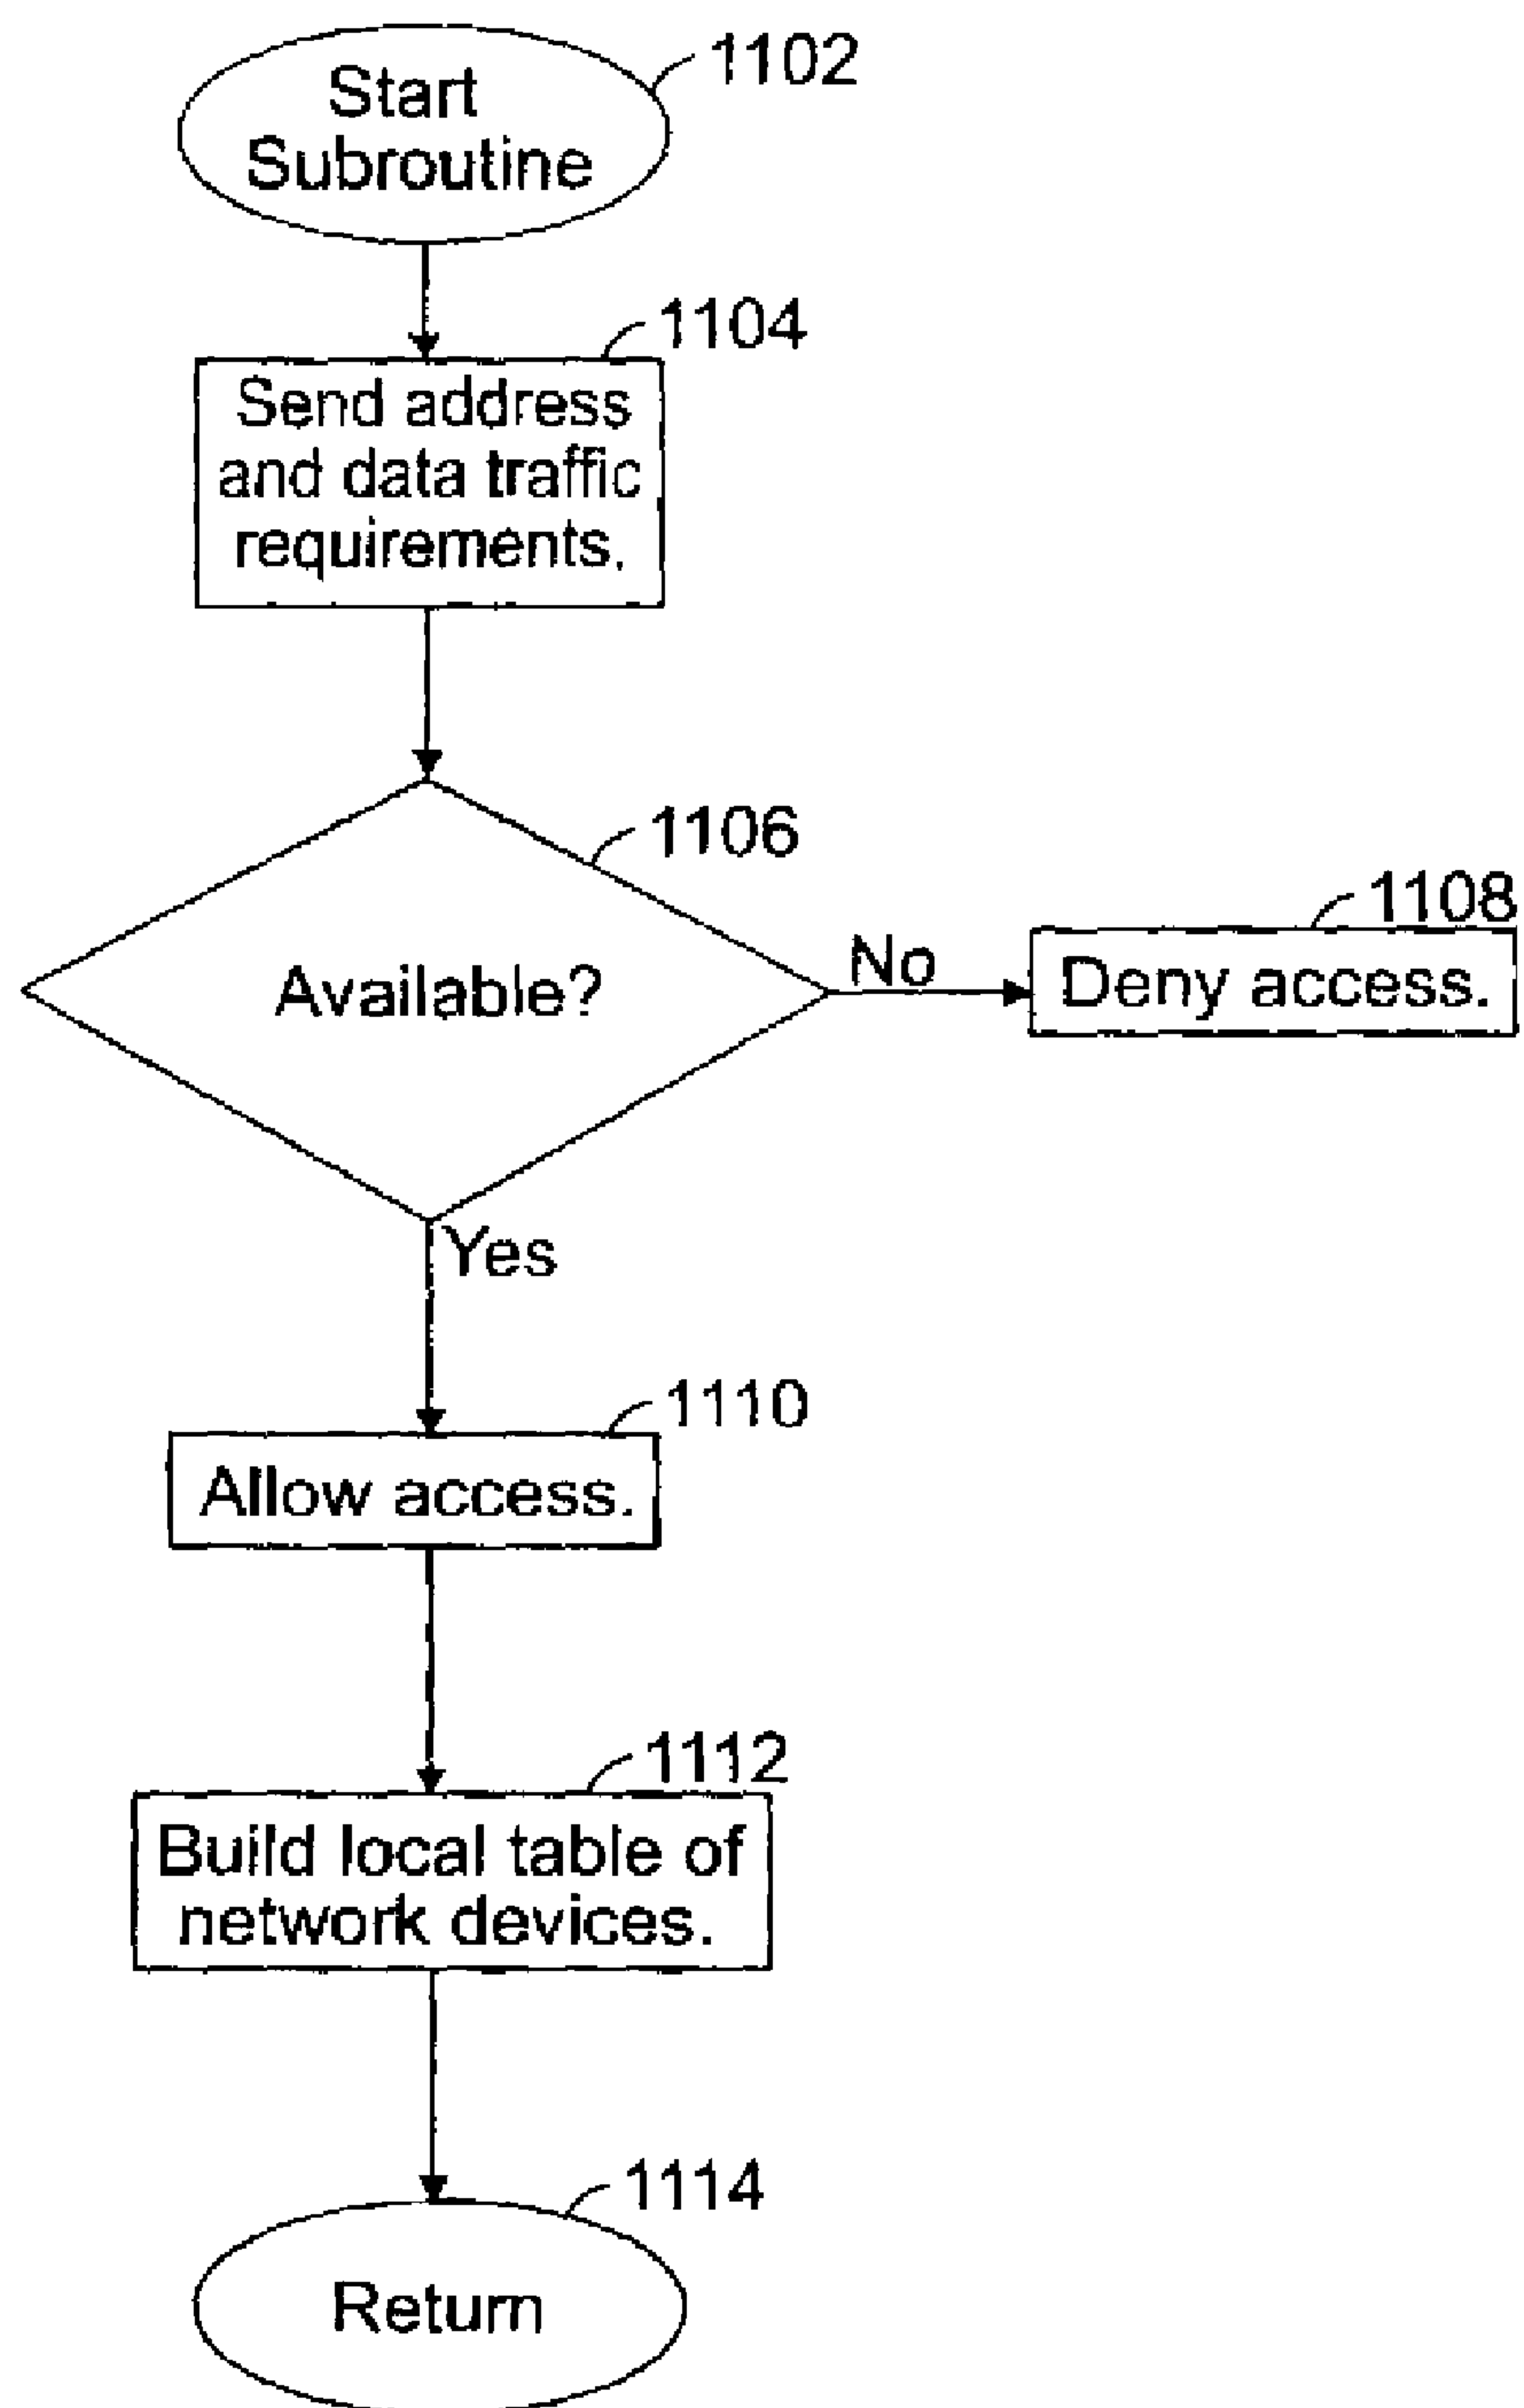 1102
Start
Subroutine
1104
Send address
and data traffic
requirements.
1106
Available?
No
1108
Deny access.
Yes
1110
Allow access.
1112
Build local table of
network devices.
1114
Return